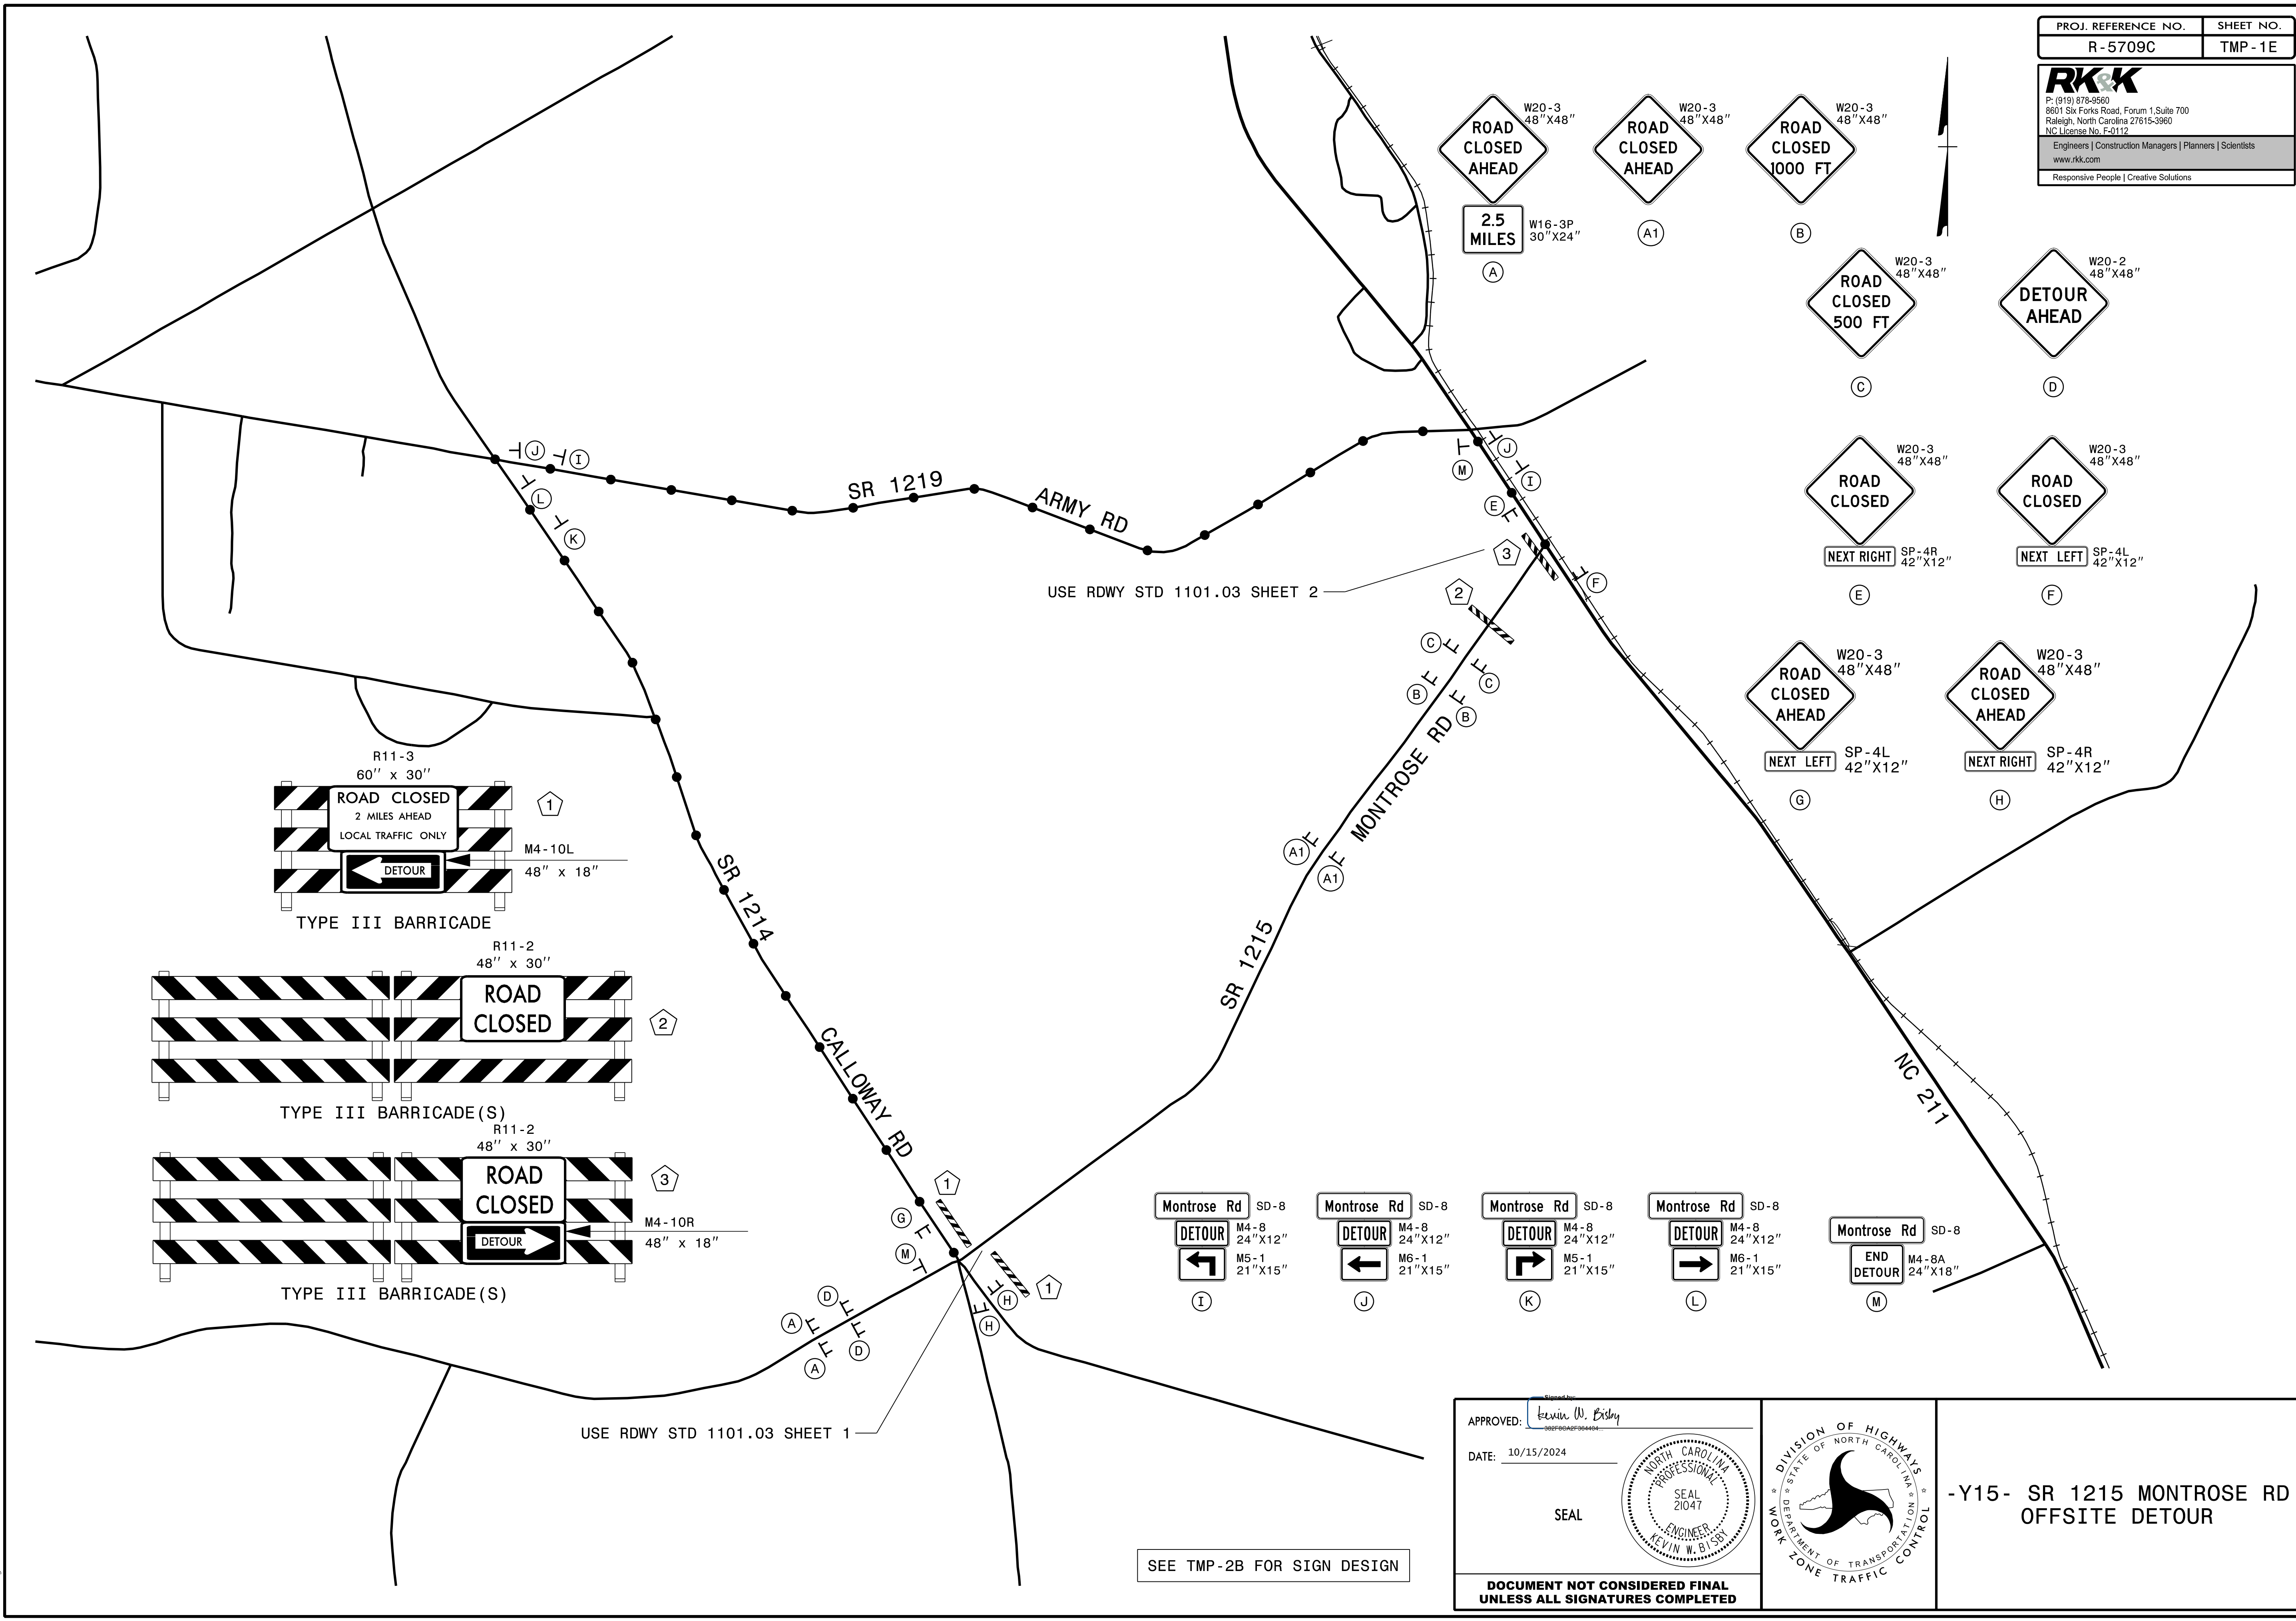 PROJ. REFERENCE NO.
SHEET NO.
R-5709C
TMP-1E
RK&K
P: (919) 878-9560
8601 Six Forks Road, Forum 1,Suite 700
Raleigh, North Carolina 27615-3960
NC License No. F-0112
Engineers | Construction Managers | Planners | Scientists
www.rkk.com
Responsive People | Creative Solutions
ROAD
CLOSED
AHEAD
W20-3
48"X48"
2.5
MILES
W16-3P
30"X24"
A
ROAD
CLOSED
AHEAD
W20-3
48"X48"
A1
ROAD
CLOSED
1000 FT
W20-3
48"X48"
B
ROAD
CLOSED
500 FT
W20-3
48"X48"
C
DETOUR
AHEAD
W20-2
48"X48"
D
ROAD
CLOSED
W20-3
48"X48"
NEXT RIGHT
SP-4R
42"X12"
E
ROAD
CLOSED
W20-3
48"X48"
NEXT LEFT
SP-4L
42"X12"
F
ROAD
CLOSED
AHEAD
W20-3
48"X48"
NEXT LEFT
SP-4L
42"X12"
G
ROAD
CLOSED
AHEAD
W20-3
48"X48"
NEXT RIGHT
SP-4R
42"X12"
H
J
I
L
K
SR 1219
ARMY RD
M
J
I
E
3
F
USE RDWY STD 1101.03 SHEET 2
2
C
C
B
B
MONTROSE RD
A1
A1
SR 1215
SR 1214
CALLOWAY RD
NC 211
R11-3
60" x 30"
ROAD CLOSED
2 MILES AHEAD
LOCAL TRAFFIC ONLY
DETOUR
1
M4-10L
48" x 18"
TYPE III BARRICADE
R11-2
48" x 30"
ROAD
CLOSED
2
TYPE III BARRICADE(S)
R11-2
48" x 30"
ROAD
CLOSED
DETOUR
3
M4-10R
48" x 18"
TYPE III BARRICADE(S)
1
G
M
D
A
D
A
H
H
1
USE RDWY STD 1101.03 SHEET 1
Montrose Rd SD-8
DETOUR
M4-8
24"X12"
M5-1
21"X15"
I
Montrose Rd SD-8
DETOUR
M4-8
24"X12"
M6-1
21"X15"
J
Montrose Rd SD-8
DETOUR
M4-8
24"X12"
M5-1
21"X15"
K
Montrose Rd SD-8
DETOUR
M4-8
24"X12"
M6-1
21"X15"
L
Montrose Rd SD-8
END
DETOUR
M4-8A
24"X18"
M
SEE TMP-2B FOR SIGN DESIGN
Signed by:
APPROVED: Kevin W. Bisby
DATE: 10/15/2024
SEAL
NORTH CAROLINA
PROFESSIONAL
SEAL
21047
ENGINEER
KEVIN W. BISBY
DOCUMENT NOT CONSIDERED FINAL
UNLESS ALL SIGNATURES COMPLETED
DIVISION OF HIGHWAYS
STATE OF NORTH CAROLINA
DEPARTMENT OF TRANSPORTATION
WORK ZONE TRAFFIC CONTROL
-Y15- SR 1215 MONTROSE RD
OFFSITE DETOUR